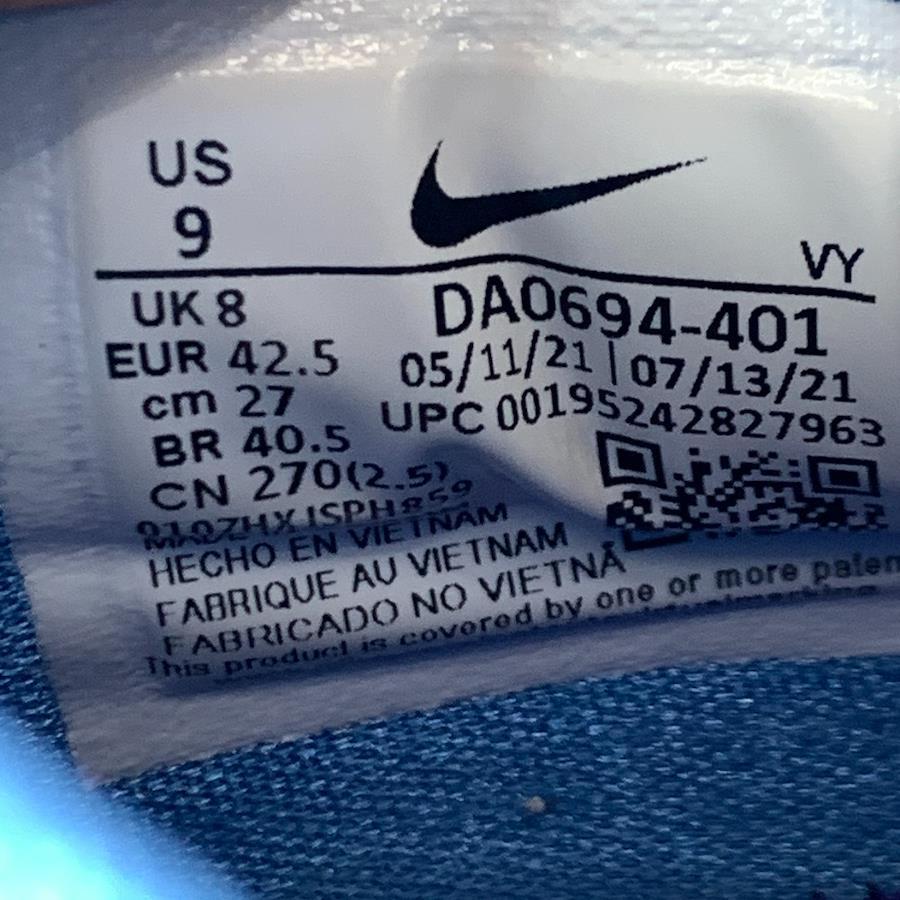 US
9
VY
UK 8
EUR 42.5
cm 27
BR 40.5
CN 270(2.5)
DA0694-401
05/11/21 | 07/13/21
UPC 00195242827963
HECHO EN VIETNAM
FABRIQUE AU VIETNAM
FABRICADO NO VIETNÃ
This product is covered by one or more